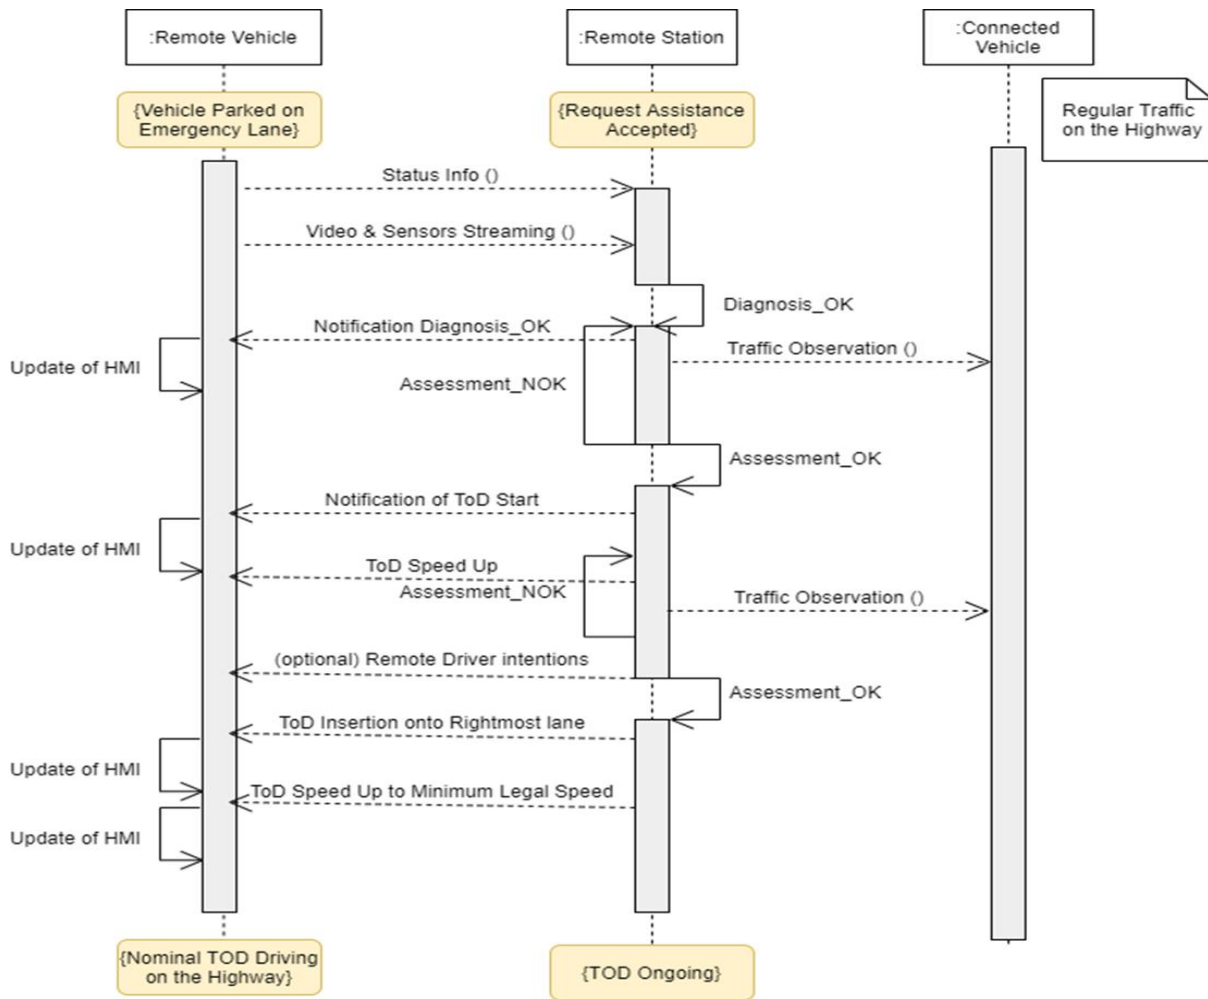 :Remote Vehicle
:Remote Station
:Connected
Vehicle
{Vehicle Parked on
Emergency Lane}
{Request Assistance
Accepted}
Regular Traffic
on the Highway
Status Info ()
Video & Sensors Streaming ()
Diagnosis_OK
Notification Diagnosis_OK
Traffic Observation ()
Update of HMI
Assessment_NOK
Assessment_OK
Notification of ToD Start
Update of HMI
ToD Speed Up
Assessment_NOK
Traffic Observation ()
(optional) Remote Driver intentions
Assessment_OK
ToD Insertion onto Rightmost lane
Update of HMI
ToD Speed Up to Minimum Legal Speed
Update of HMI
{Nominal TOD Driving
on the Highway}
{TOD Ongoing}